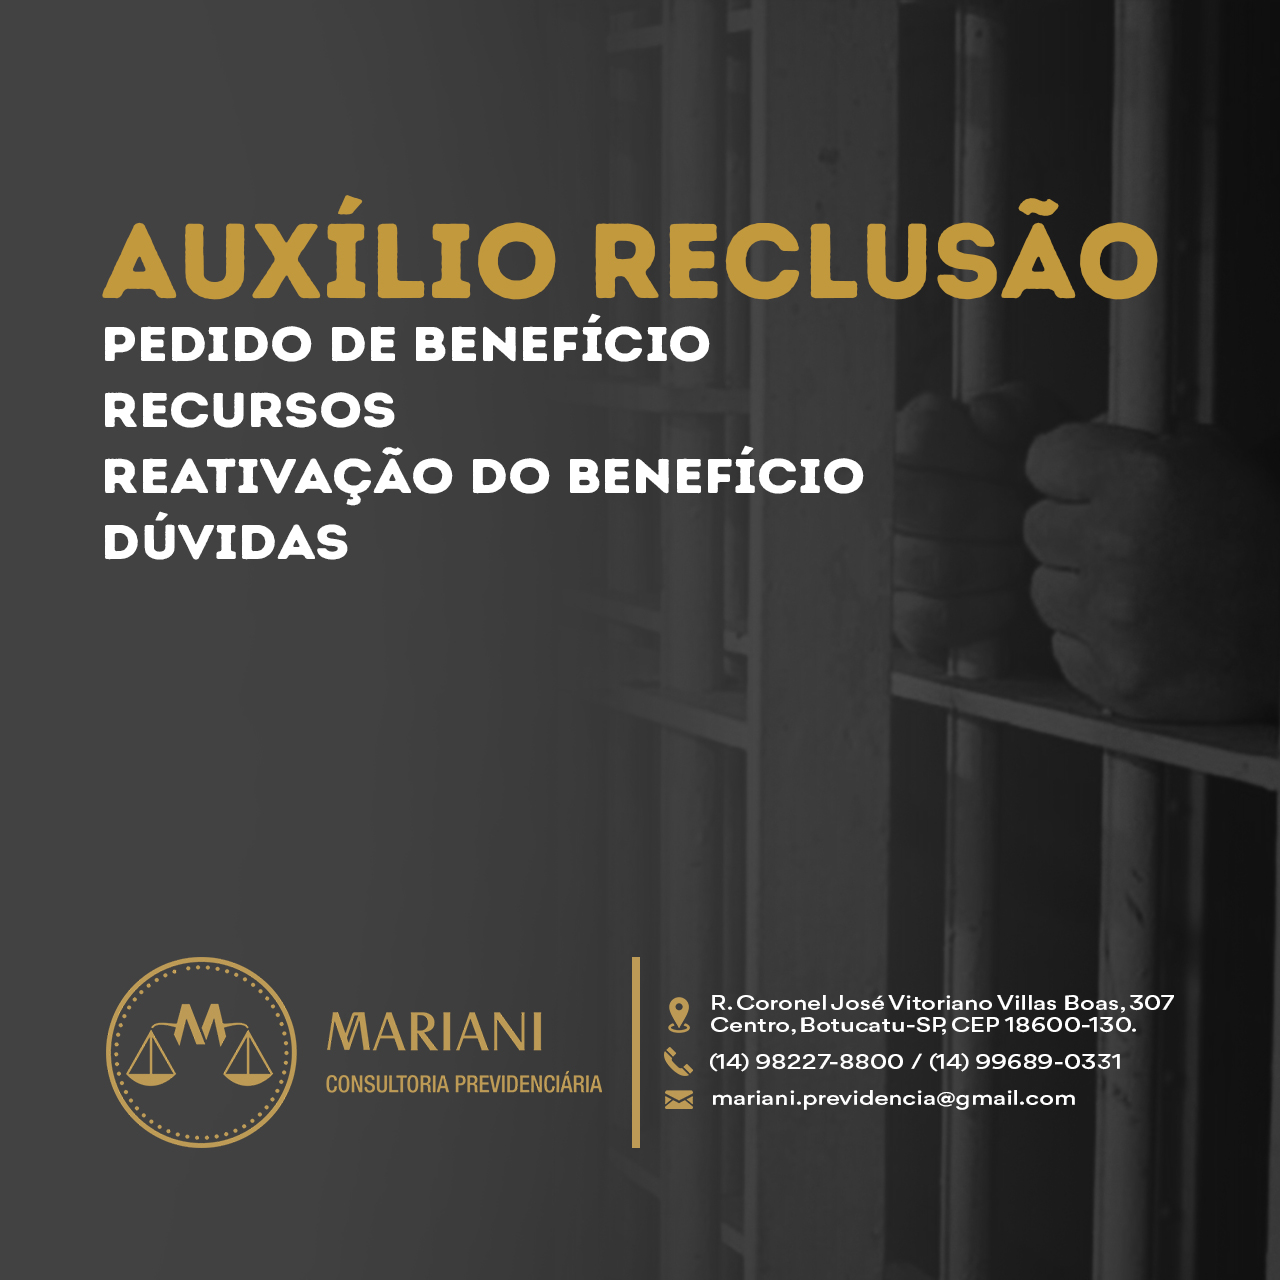 AUXÍLIO RECLUSÃO
PEDIDO DE BENEFÍCIO
RECURSOS
REATIVAÇÃO DO BENEFÍCIO
DÚVIDAS
M
MARIANI
CONSULTORIA PREVIDENCIÁRIA
R. Coronel José Vitoriano Villas Boas, 307
Centro, Botucatu-SP, CEP 18600-130.
(14) 98227-8800 / (14) 99689-0331
mariani.previdencia@gmail.com